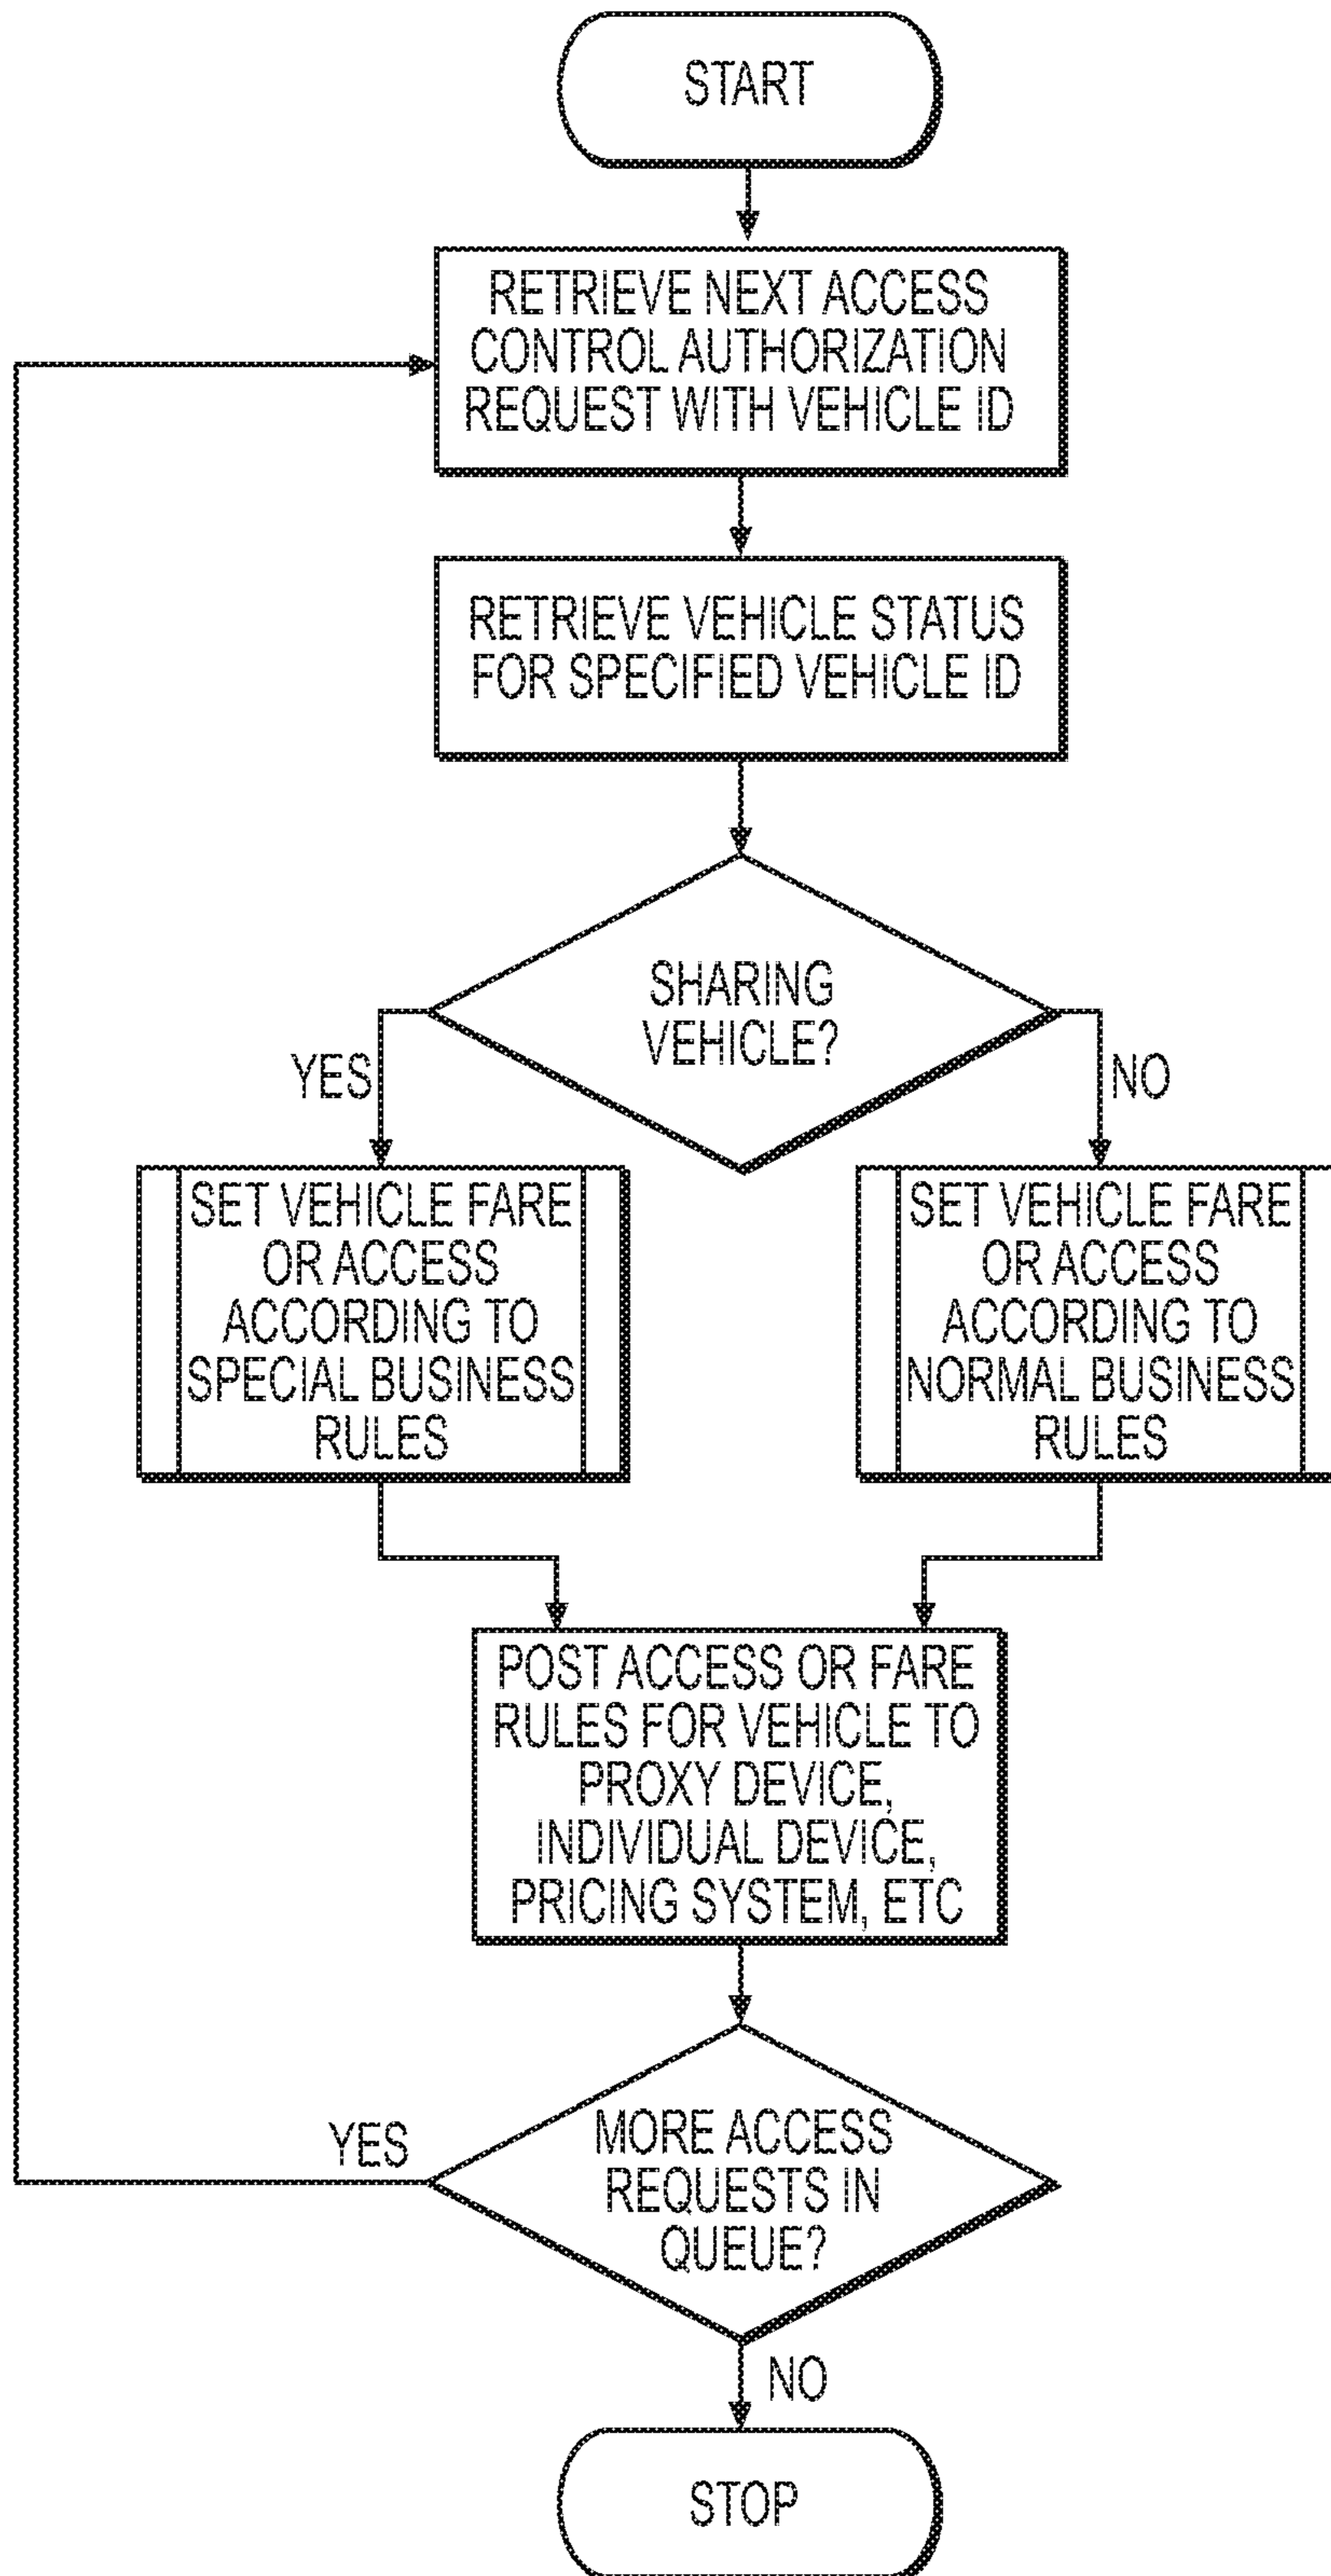 START
RETRIEVE NEXT ACCESS
CONTROL AUTHORIZATION
REQUEST WITH VEHICLE ID
RETRIEVE VEHICLE STATUS
FOR SPECIFIED VEHICLE ID
SHARING
VEHICLE?
YES
NO
SET VEHICLE FARE
OR ACCESS
ACCORDING TO
SPECIAL BUSINESS
RULES
SET VEHICLE FARE
OR ACCESS
ACCORDING TO
NORMAL BUSINESS
RULES
POST ACCESS OR FARE
RULES FOR VEHICLE TO
PROXY DEVICE,
INDIVIDUAL DEVICE,
PRICING SYSTEM, ETC
YES
MORE ACCESS
REQUESTS IN
QUEUE?
NO
STOP